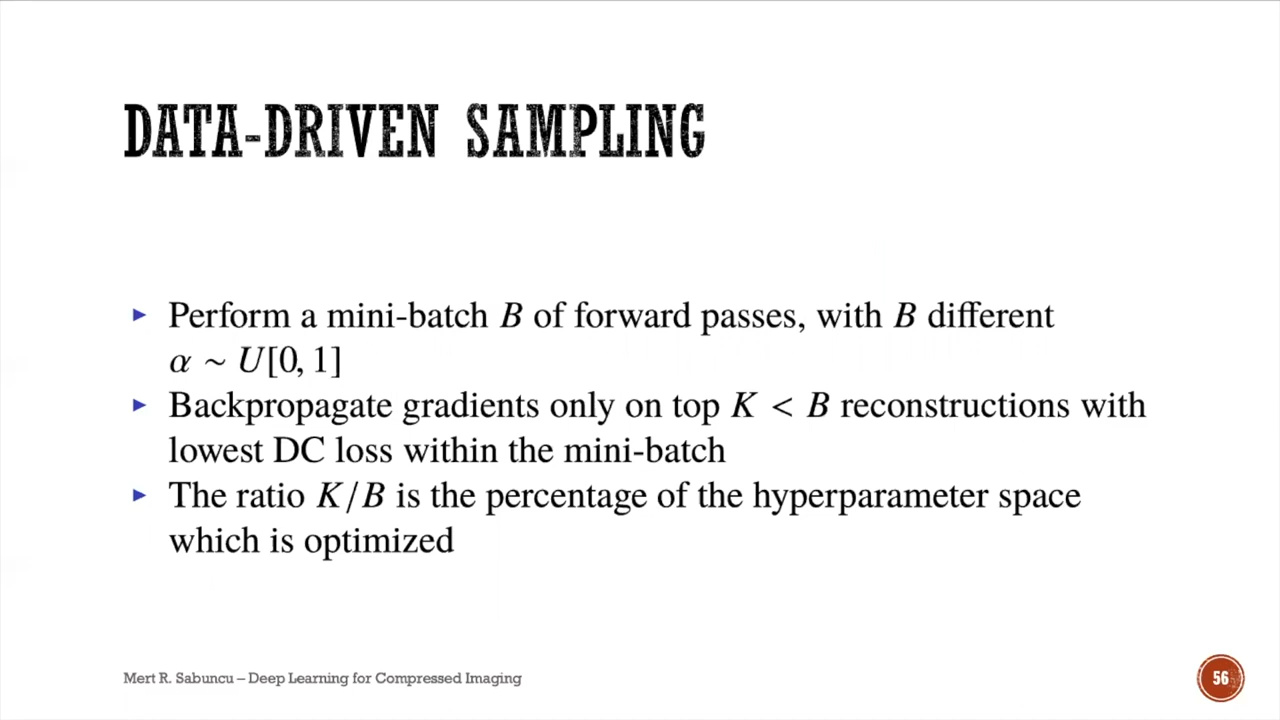 DATA-DRIVEN SAMPLING
▸ Perform a mini-batch B of forward passes, with B different
α ~ U[0, 1]
▸ Backpropagate gradients only on top K < B reconstructions with
lowest DC loss within the mini-batch
▸ The ratio K/B is the percentage of the hyperparameter space
which is optimized
Mert R. Sabuncu – Deep Learning for Compressed Imaging
56